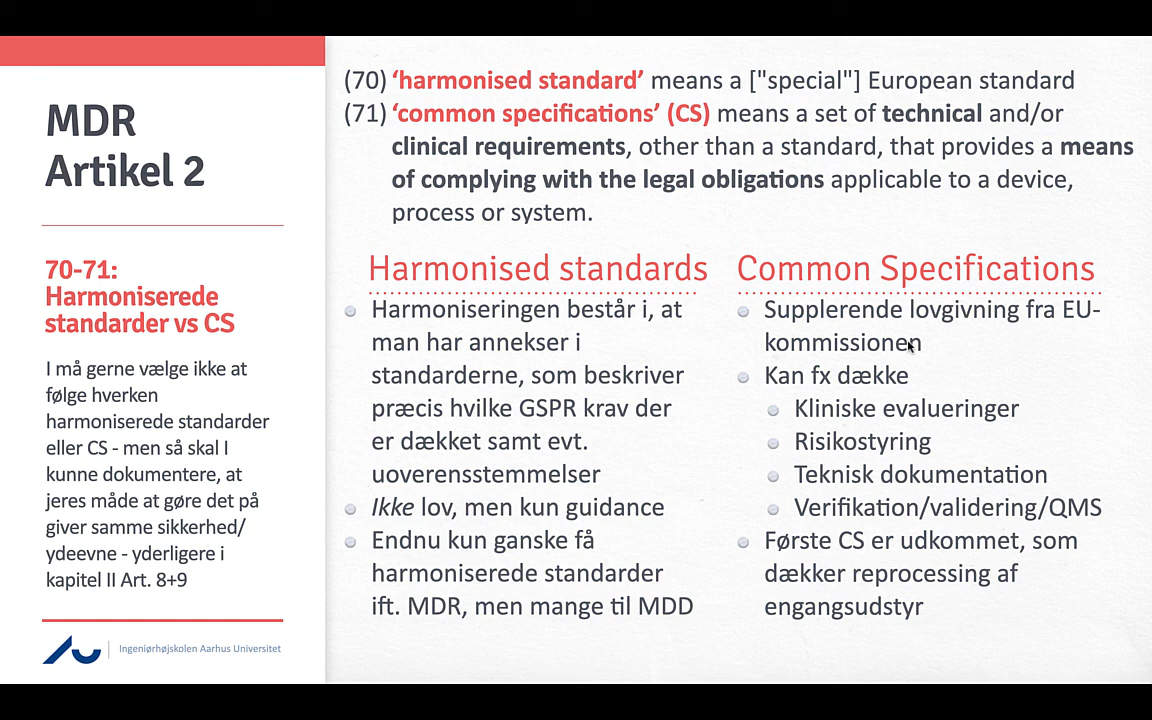 MDR
Artikel 2
70-71:
Harmoniserede
standarder vs CS
I må gerne vælge ikke at
følge hverken
harmoniserede standarder
eller CS - men så skal I
kunne dokumentere, at
jeres måde at gøre det på
giver samme sikkerhed/
ydeevne - yderligere i
kapitel II Art. 8+9
Ingeniørhøjskolen Aarhus Universitet
(70) ‘harmonised standard’ means a ["special"] European standard
(71) ‘common specifications’ (CS) means a set of technical and/or
clinical requirements, other than a standard, that provides a means
of complying with the legal obligations applicable to a device,
process or system.
Harmonised standards
Harmoniseringen består i, at
man har annekser i
standarderne, som beskriver
præcis hvilke GSPR krav der
er dækket samt evt.
uoverensstemmelser
Ikke lov, men kun guidance
Endnu kun ganske få
harmoniserede standarder
ift. MDR, men mange til MDD
Common Specifications
Supplerende lovgivning fra EU-
kommissionen
Kan fx dække
Kliniske evalueringer
Risikostyring
Teknisk dokumentation
Verifikation/validering/QMS
Første CS er udkommet, som
dækker reprocessing af
engangsudstyr